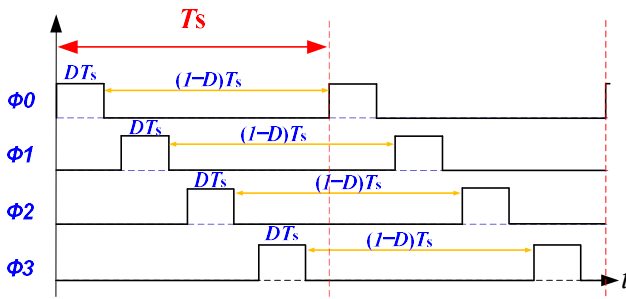 Ts
DTs (1-D)Ts
Φ0
DTs (1-D)Ts
Φ1
DTs (1-D)Ts
Φ2
DTs (1-D)Ts
Φ3
t